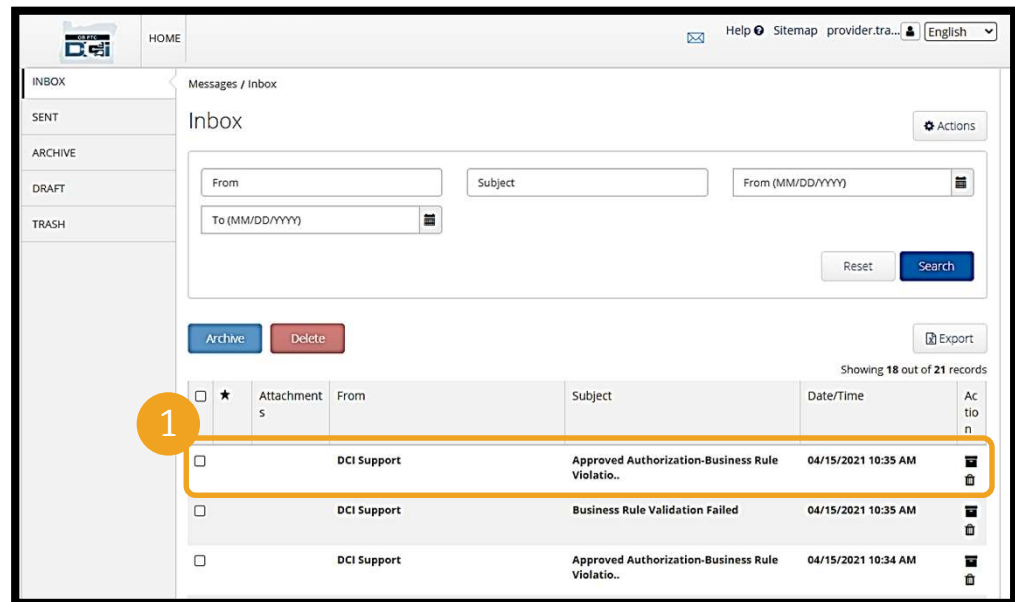 OR PTC
DCi
HOME
Help Sitemap provider.tra... English
INBOX
SENT
ARCHIVE
DRAFT
TRASH
Messages / Inbox
Inbox
Actions
From
Subject
From (MM/DD/YYYY)
To (MM/DD/YYYY)
Reset
Search
Archive
Delete
Export
Showing 18 out of 21 records
Attachment
s
From
Subject
Date/Time
Ac
tio
n
1
DCI Support
Approved Authorization-Business Rule
Violatio..
04/15/2021 10:35 AM
DCI Support
Business Rule Validation Failed
04/15/2021 10:35 AM
DCI Support
Approved Authorization-Business Rule
Violatio..
04/15/2021 10:34 AM